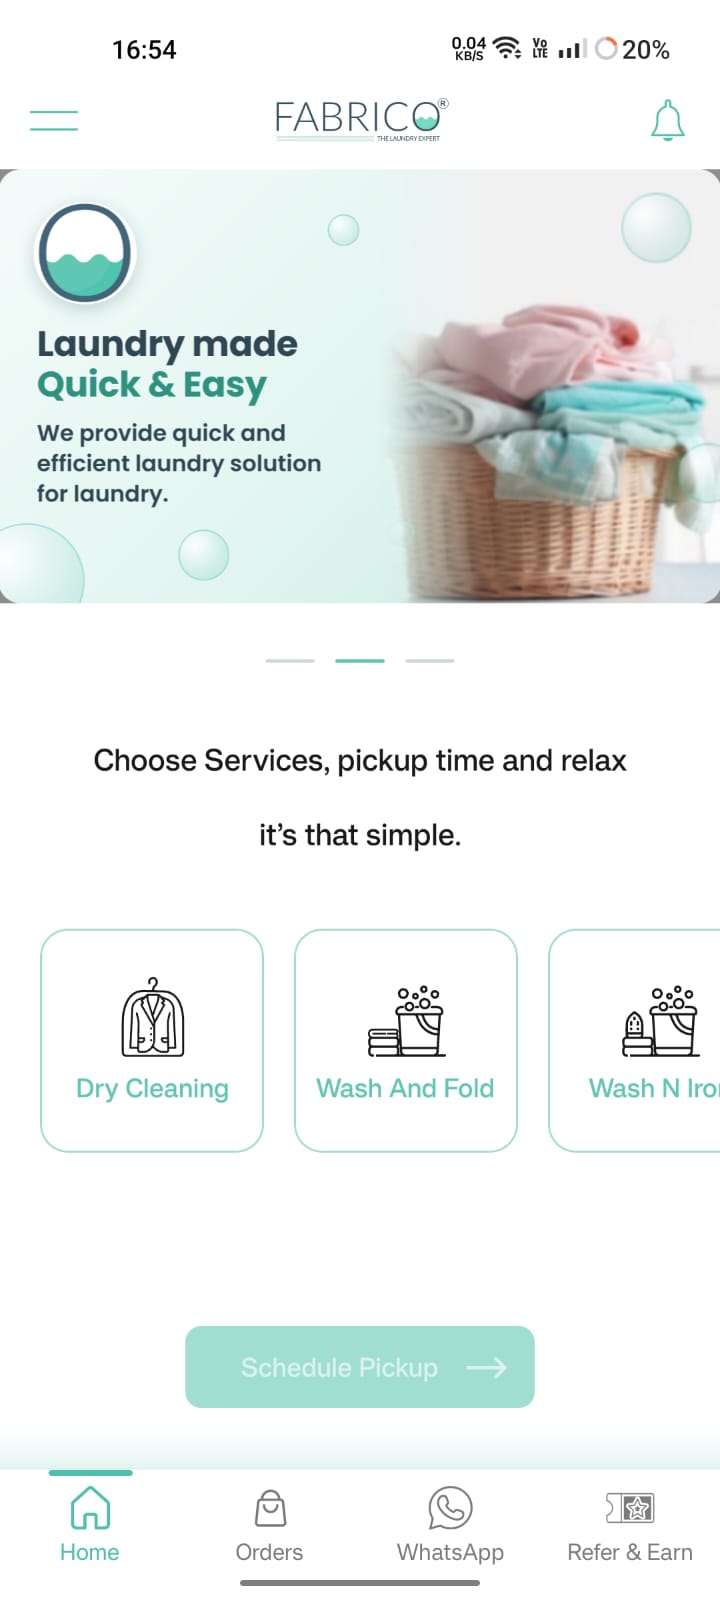 16:54
0.04 KB/S Vo LTE 20%
FABRICO®
THE LAUNDRY EXPERT
Laundry made
Quick & Easy
We provide quick and
efficient laundry solution
for laundry.
Choose Services, pickup time and relax
it's that simple.
Dry Cleaning Wash And Fold Wash N Iro
Schedule Pickup
Home Orders WhatsApp Refer & Earn